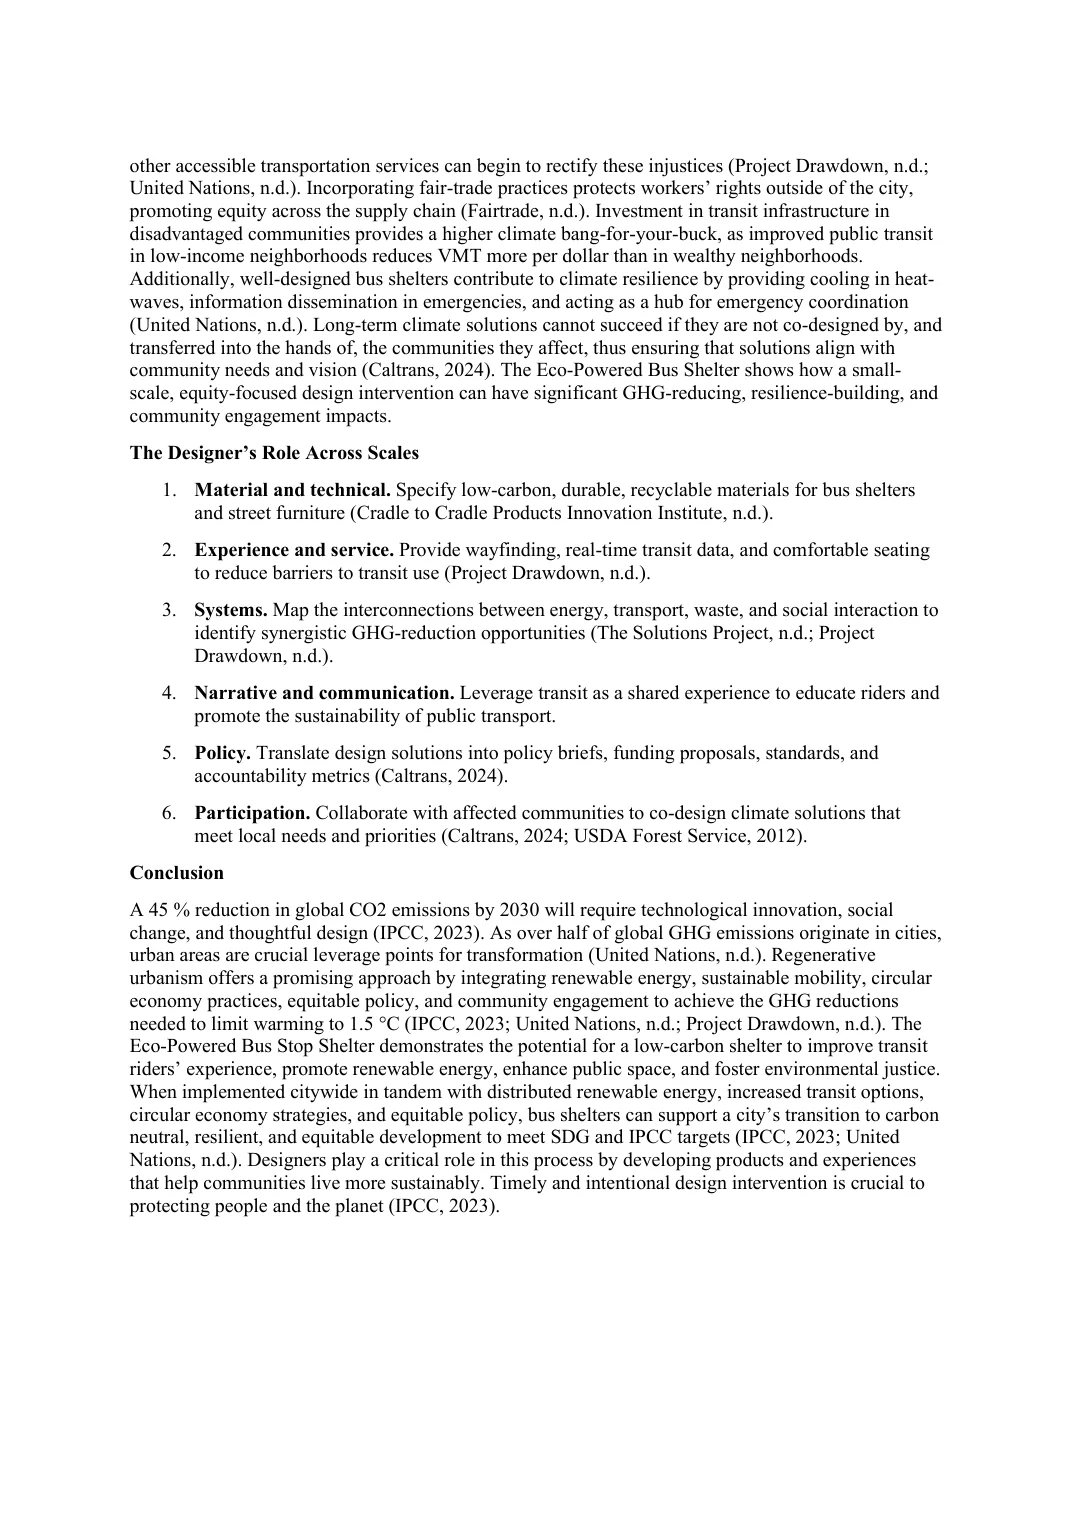 other accessible transportation services can begin to rectify these injustices (Project Drawdown, n.d.;
United Nations, n.d.). Incorporating fair-trade practices protects workers’ rights outside of the city,
promoting equity across the supply chain (Fairtrade, n.d.). Investment in transit infrastructure in
disadvantaged communities provides a higher climate bang-for-your-buck, as improved public transit
in low-income neighborhoods reduces VMT more per dollar than in wealthy neighborhoods.
Additionally, well-designed bus shelters contribute to climate resilience by providing cooling in heat-
waves, information dissemination in emergencies, and acting as a hub for emergency coordination
(United Nations, n.d.). Long-term climate solutions cannot succeed if they are not co-designed by, and
transferred into the hands of, the communities they affect, thus ensuring that solutions align with
community needs and vision (Caltrans, 2024). The Eco-Powered Bus Shelter shows how a small-
scale, equity-focused design intervention can have significant GHG-reducing, resilience-building, and
community engagement impacts.
The Designer’s Role Across Scales
1. Material and technical. Specify low-carbon, durable, recyclable materials for bus shelters
and street furniture (Cradle to Cradle Products Innovation Institute, n.d.).
2. Experience and service. Provide wayfinding, real-time transit data, and comfortable seating
to reduce barriers to transit use (Project Drawdown, n.d.).
3. Systems. Map the interconnections between energy, transport, waste, and social interaction to
identify synergistic GHG-reduction opportunities (The Solutions Project, n.d.; Project
Drawdown, n.d.).
4. Narrative and communication. Leverage transit as a shared experience to educate riders and
promote the sustainability of public transport.
5. Policy. Translate design solutions into policy briefs, funding proposals, standards, and
accountability metrics (Caltrans, 2024).
6. Participation. Collaborate with affected communities to co-design climate solutions that
meet local needs and priorities (Caltrans, 2024; USDA Forest Service, 2012).
Conclusion
A 45 % reduction in global CO2 emissions by 2030 will require technological innovation, social
change, and thoughtful design (IPCC, 2023). As over half of global GHG emissions originate in cities,
urban areas are crucial leverage points for transformation (United Nations, n.d.). Regenerative
urbanism offers a promising approach by integrating renewable energy, sustainable mobility, circular
economy practices, equitable policy, and community engagement to achieve the GHG reductions
needed to limit warming to 1.5 °C (IPCC, 2023; United Nations, n.d.; Project Drawdown, n.d.). The
Eco-Powered Bus Stop Shelter demonstrates the potential for a low-carbon shelter to improve transit
riders’ experience, promote renewable energy, enhance public space, and foster environmental justice.
When implemented citywide in tandem with distributed renewable energy, increased transit options,
circular economy strategies, and equitable policy, bus shelters can support a city’s transition to carbon
neutral, resilient, and equitable development to meet SDG and IPCC targets (IPCC, 2023; United
Nations, n.d.). Designers play a critical role in this process by developing products and experiences
that help communities live more sustainably. Timely and intentional design intervention is crucial to
protecting people and the planet (IPCC, 2023).